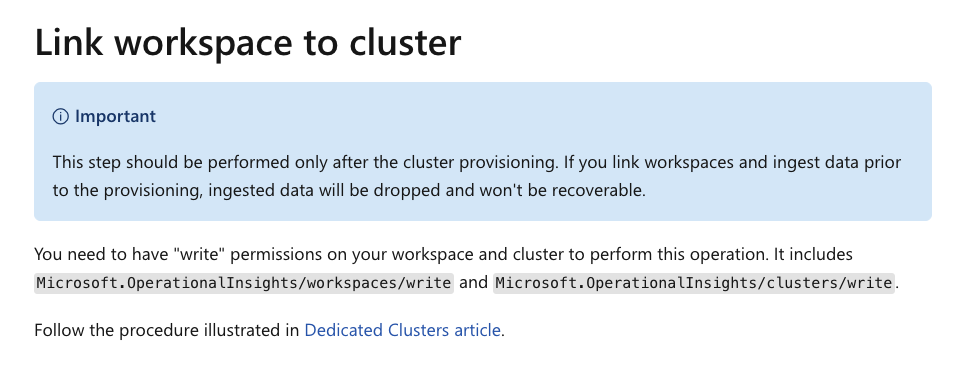 Link workspace to cluster
Important
This step should be performed only after the cluster provisioning. If you link workspaces and ingest data prior
to the provisioning, ingested data will be dropped and won't be recoverable.
You need to have "write" permissions on your workspace and cluster to perform this operation. It includes
Microsoft.OperationalInsights/workspaces/write and Microsoft.OperationalInsights/clusters/write.
Follow the procedure illustrated in Dedicated Clusters article.